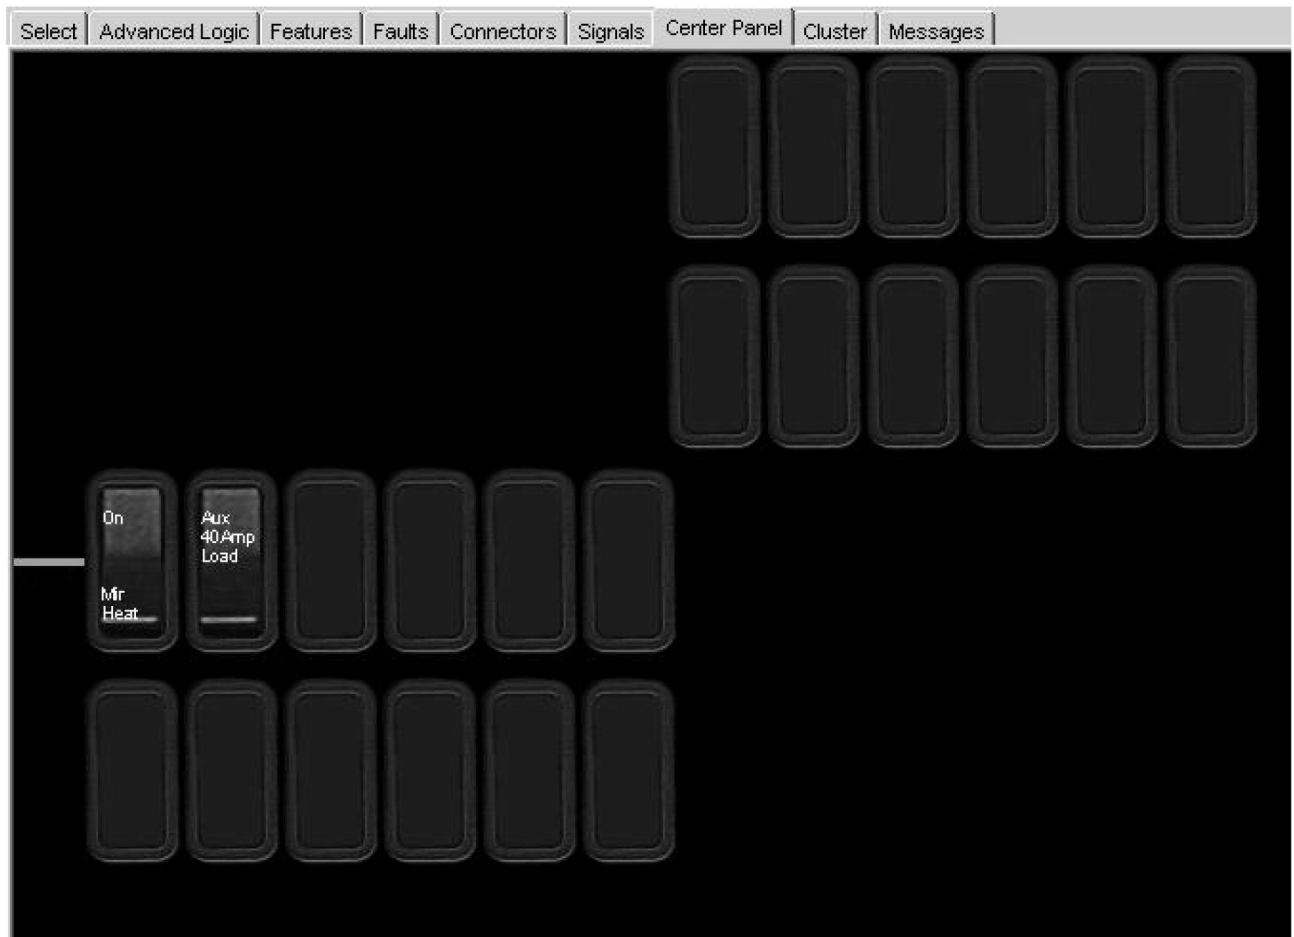 Select Advanced Logic Features Faults Connectors Signals Center Panel Cluster Messages
On
Mir
Heat
Aux
40Amp
Load